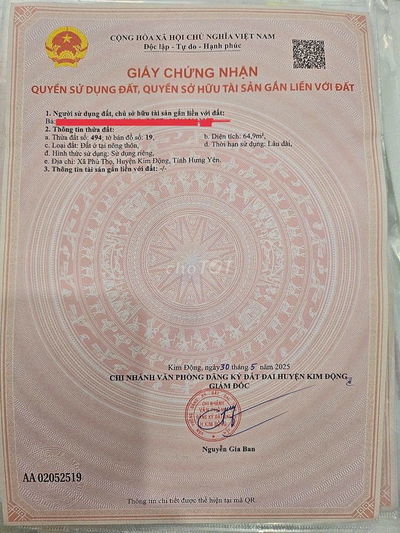 CỘNG HÒA XÃ HỘI CHỦ NGHĨA VIỆT NAM
Độc lập - Tự do - Hạnh phúc
GIẤY CHỨNG NHẬN
QUYỀN SỬ DỤNG ĐẤT, QUYỀN SỞ HỮU TÀI SẢN GẮN LIỀN VỚI ĐẤT
1. Người sử dụng đất, chủ sở hữu tài sản gắn liền với đất:
Bà:
2. Thông tin thửa đất:
a. Thửa đất số: 494; tờ bản đồ số: 19, b. Diện tích: 64,9m²,
c. Loại đất: Đất ở tại nông thôn, d. Thời hạn sử dụng: Lâu dài,
đ. Hình thức sử dụng: Sử dụng riêng,
e. Địa chỉ: Xã Phú Thọ, Huyện Kim Động, Tỉnh Hưng Yên.
3. Thông tin tài sản gắn liền với đất: -/-
choTỐT
Kim Động, ngày 30 tháng 5 năm 2025
CHI NHÁNH VĂN PHÒNG ĐĂNG KÝ ĐẤT ĐAI HUYỆN KIM ĐỘNG
GIÁM ĐỐC
CHI NHÁNH
Nguyễn Gia Ban
AA 02052519
Thông tin chi tiết được thể hiện tại mã QR.